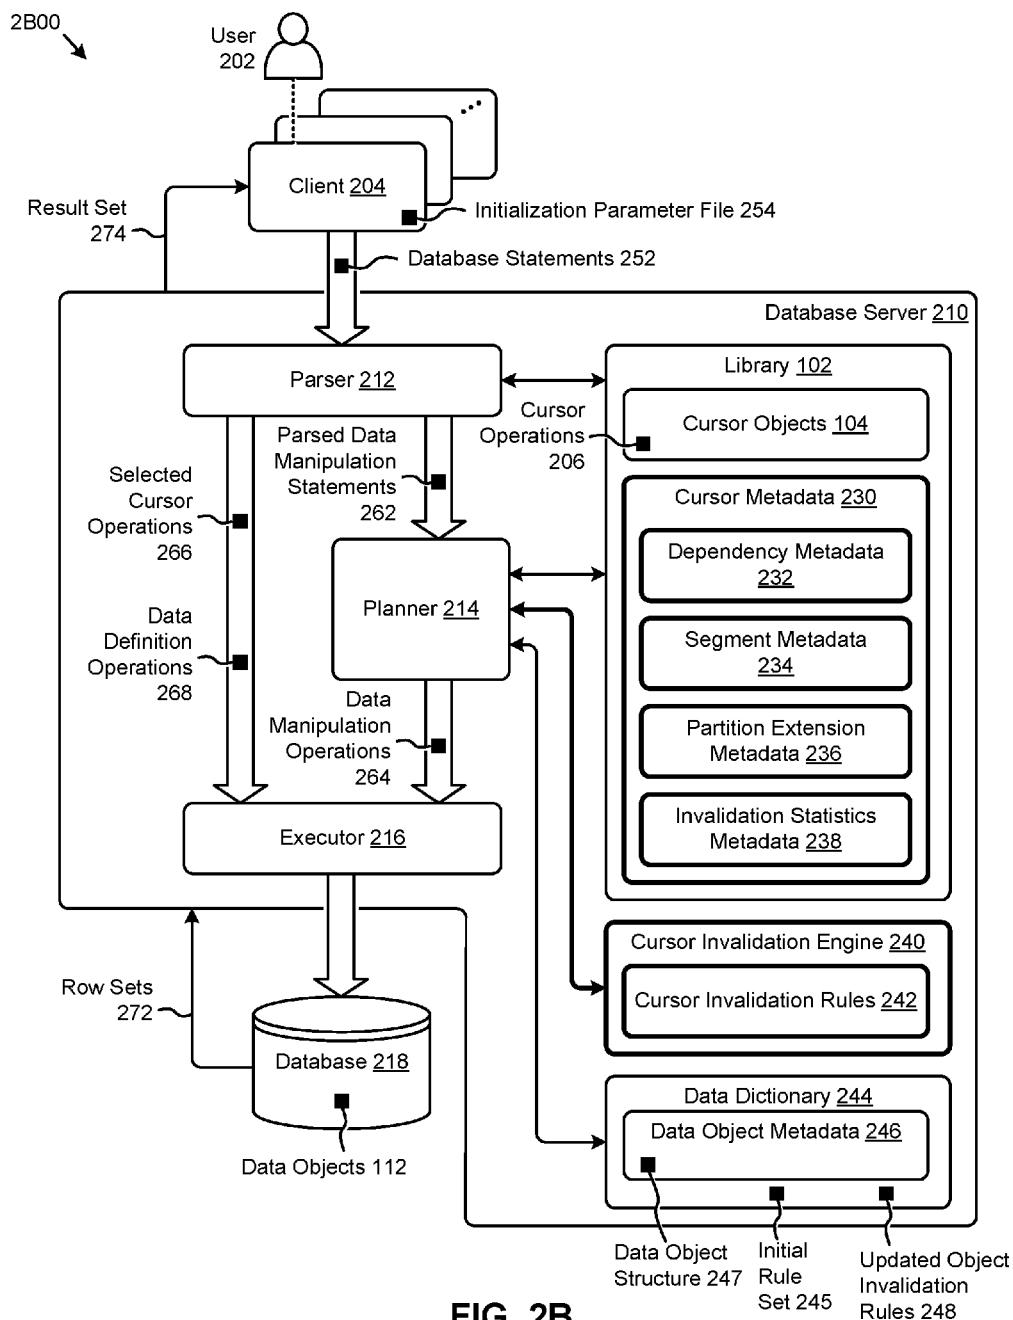 2B00
User
202
Client 204
Initialization Parameter File 254
Result Set
274
Database Statements 252
Database Server 210
Parser 212
Library 102
Cursor Objects 104
Cursor
Operations
206
Parsed Data
Manipulation
Statements
262
Selected
Cursor
Operations
266
Cursor Metadata 230
Dependency Metadata
232
Planner 214
Segment Metadata
234
Data
Definition
Operations
268
Data
Manipulation
Operations
264
Partition Extension
Metadata 236
Invalidation Statistics
Metadata 238
Executor 216
Cursor Invalidation Engine 240
Cursor Invalidation Rules 242
Row Sets
272
Database 218
Data Objects 112
Data Dictionary 244
Data Object Metadata 246
Data Object
Structure 247
Initial
Rule
Set 245
Updated Object
Invalidation
Rules 248
FIG. 2B